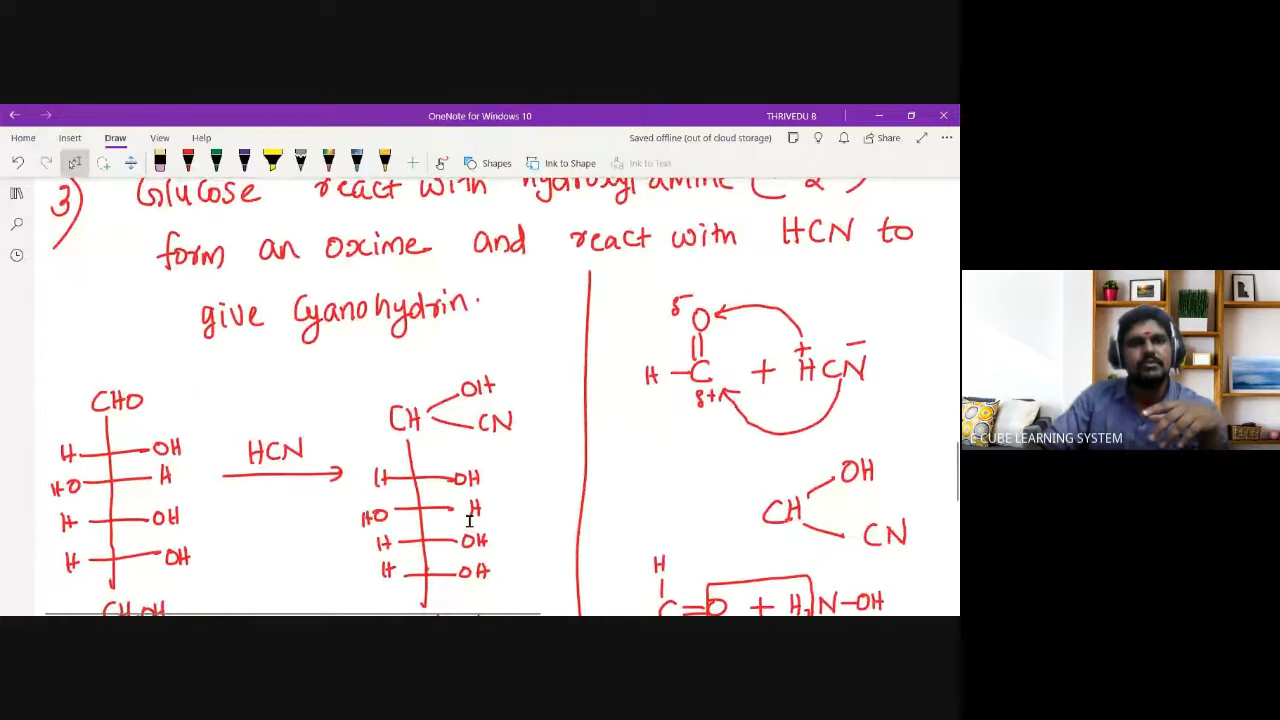 OneNote for Windows 10
THRIVEDU B
Home Insert Draw View Help
Saved offline (out of cloud storage)
Share
Shapes
Ink to Shape
Ink to Text
3) Glucose react with hydroxylamine
form an oxime and react with HCN to
give Cyanohydrin.
δ
O
H C + H+ CN−
δ+
CHO
H OH
HO H
H OH
H OH
HCN
CH OH
CN
H OH
HO H
H OH
H OH
CH OH
CN
H
C=O + H2N-OH
E CUBE LEARNING SYSTEM